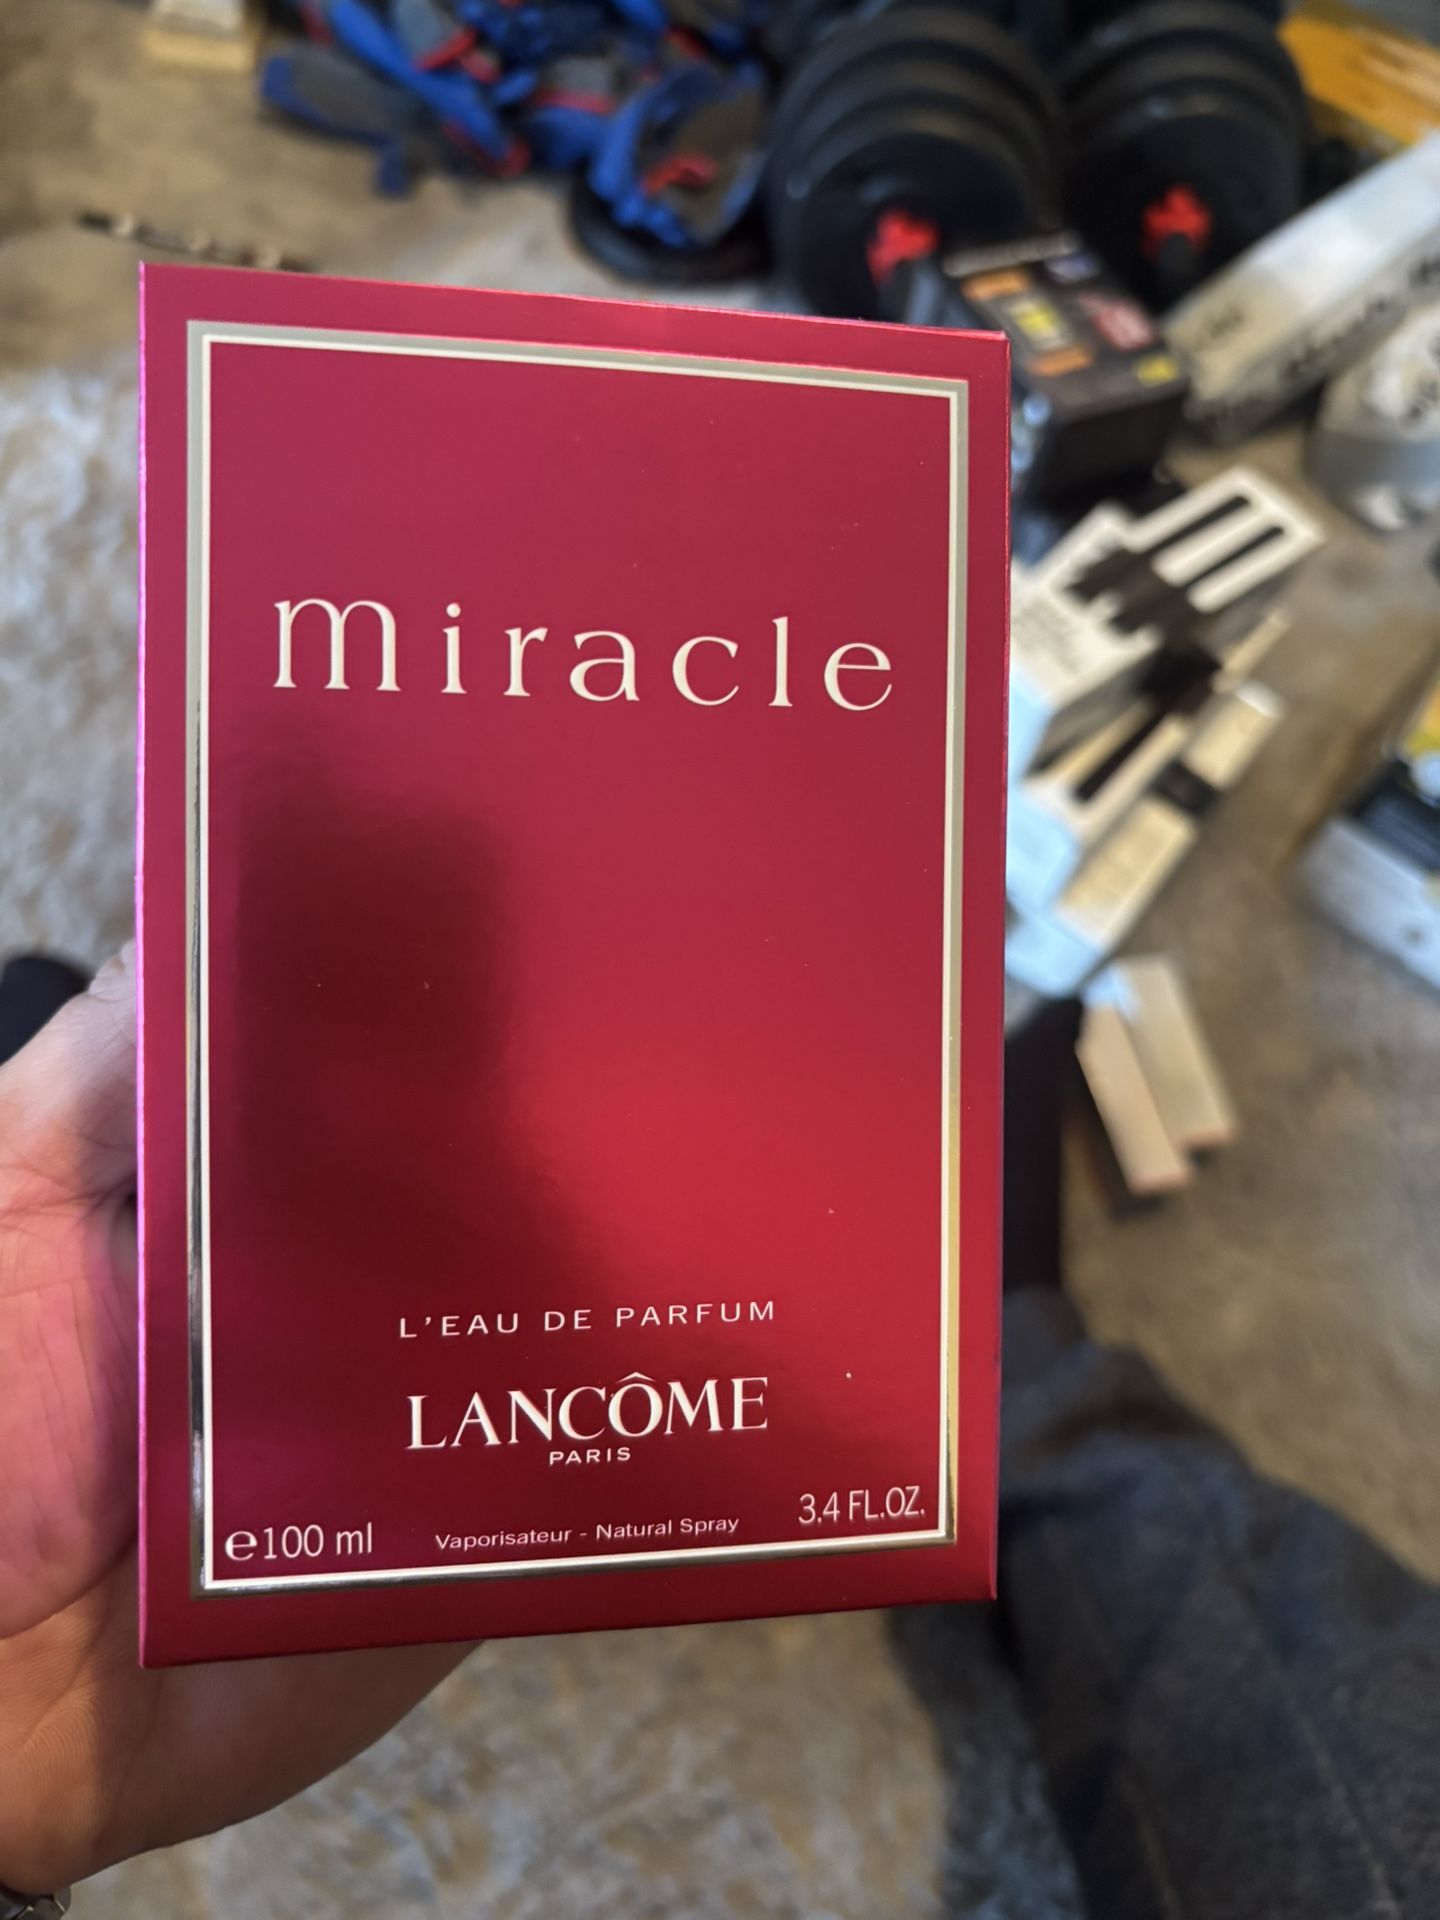 miracle
L'EAU DE PARFUM
LANCÔME
PARIS
e100 ml
Vaporisateur - Natural Spray
3.4 FL.OZ.